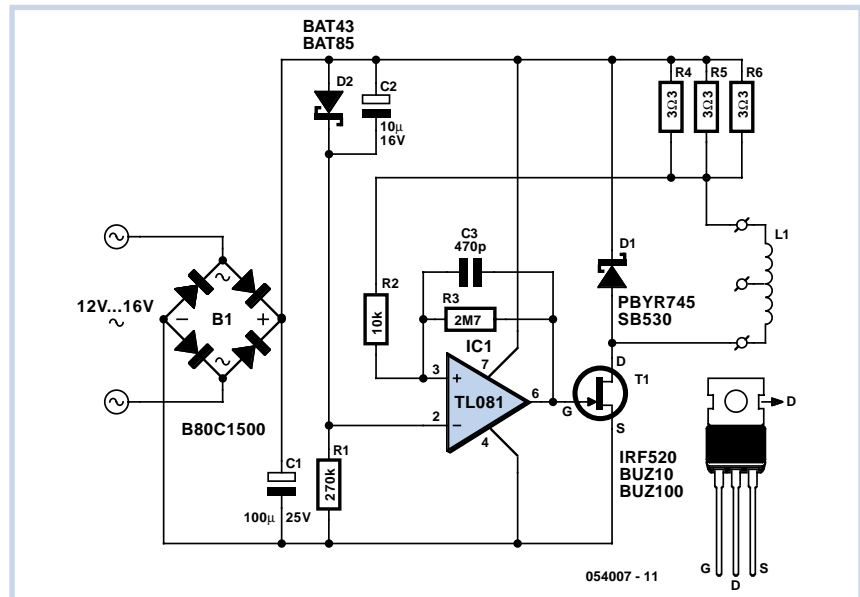 BAT43
BAT85
D2
C2
10µ
16V
R4
3Ω3
R5
3Ω3
R6
3Ω3
C3
470p
L1
D1
R2
10k
R3
2M7
PBYR745
SB530
12V...16V
~
~
~
~
~
− B1 +
IC1
7
3
+
TL081
6
2
−
4
D
T1
G
S
D
B80C1500
R1
270k
IRF520
BUZ10
BUZ100
C1
100µ 25V
G
D
S
054007 - 11